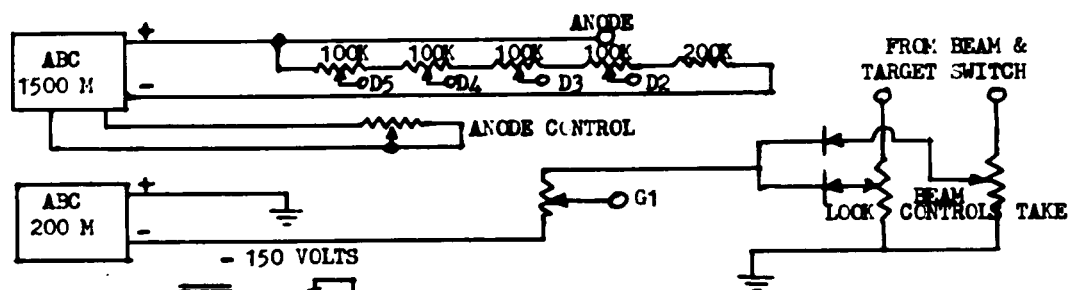 ANODE
+
100K 100K 100K 100K 200K
FROM BEAM &
TARGET SWITCH
ABC
1500 M
D5 D4 D3 D2
-
ANODE CONTROL
+
ABC
200 M
G1
BEAM
LOOK CONTROLS TAKE
-
- 150 VOLTS